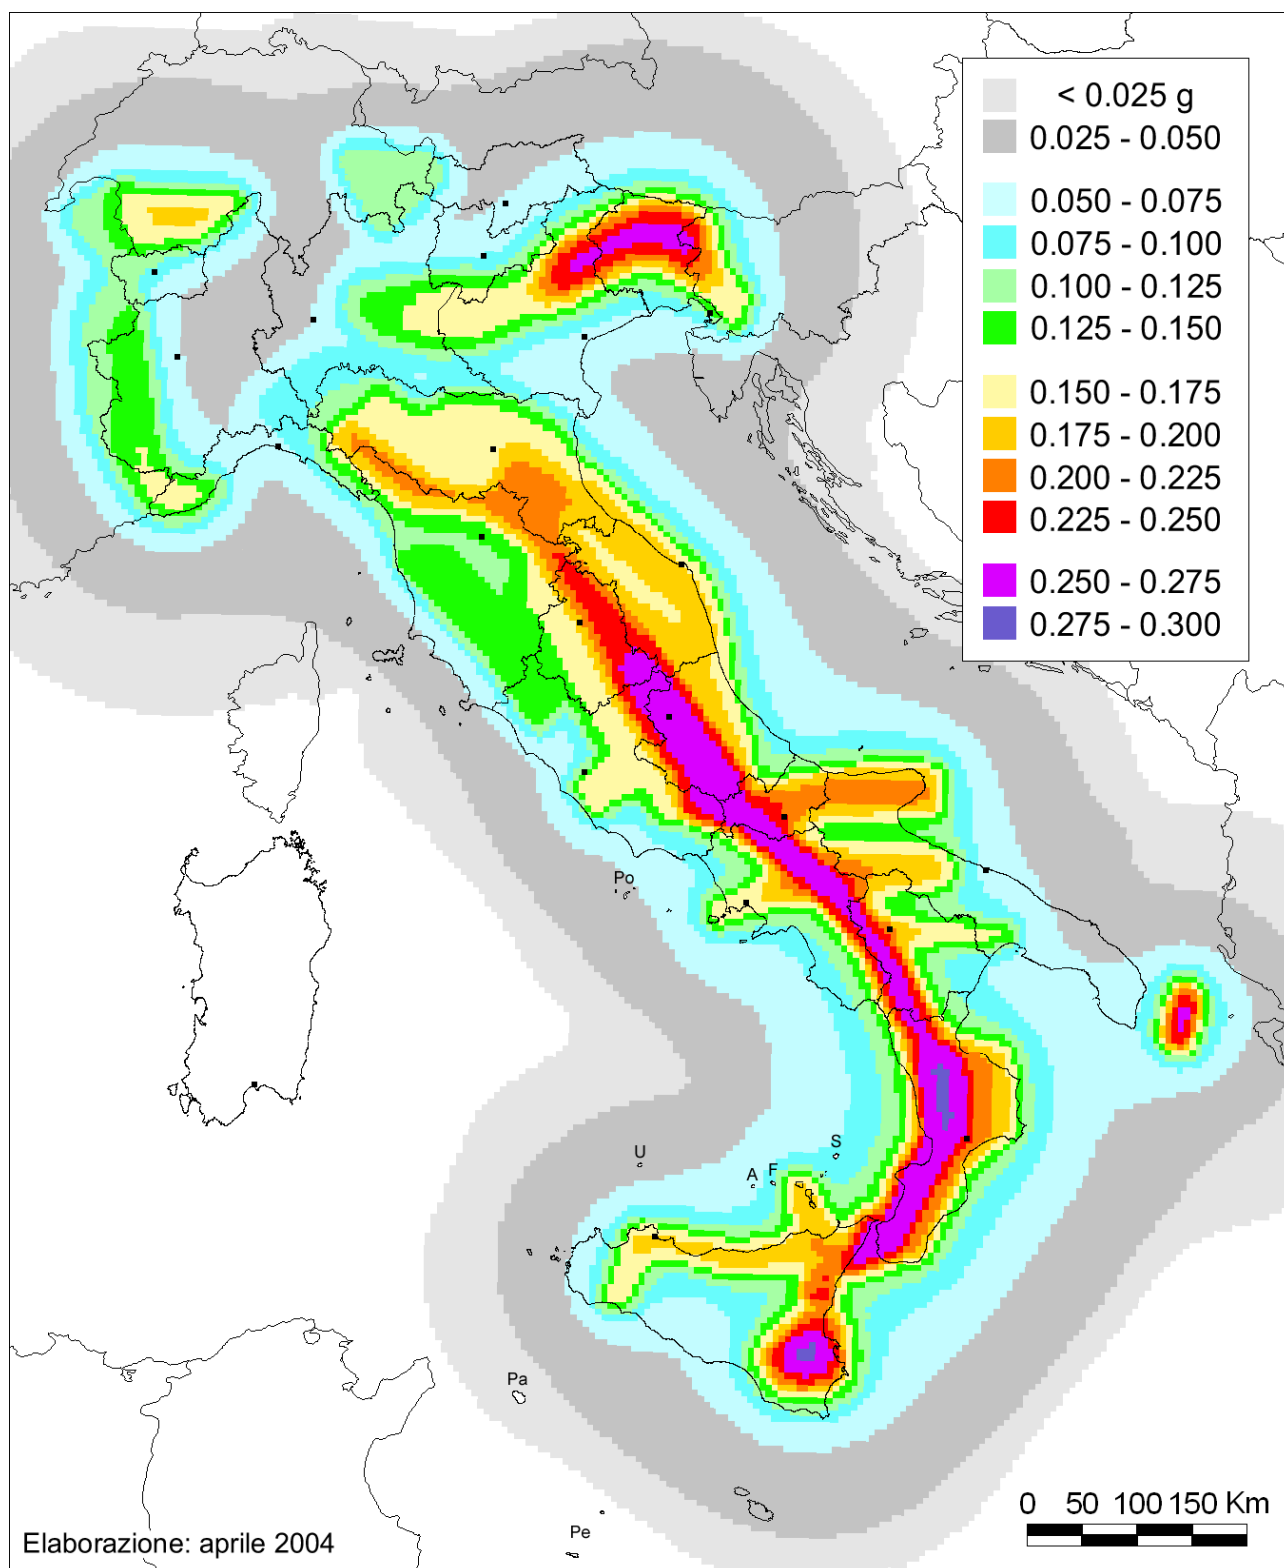 < 0.025 g
0.025 - 0.050
0.050 - 0.075
0.075 - 0.100
0.100 - 0.125
0.125 - 0.150
0.150 - 0.175
0.175 - 0.200
0.200 - 0.225
0.225 - 0.250
0.250 - 0.275
0.275 - 0.300
Po
S
U
F
A
Pa
0 50 100 150 Km
Pe
Elaborazione: aprile 2004